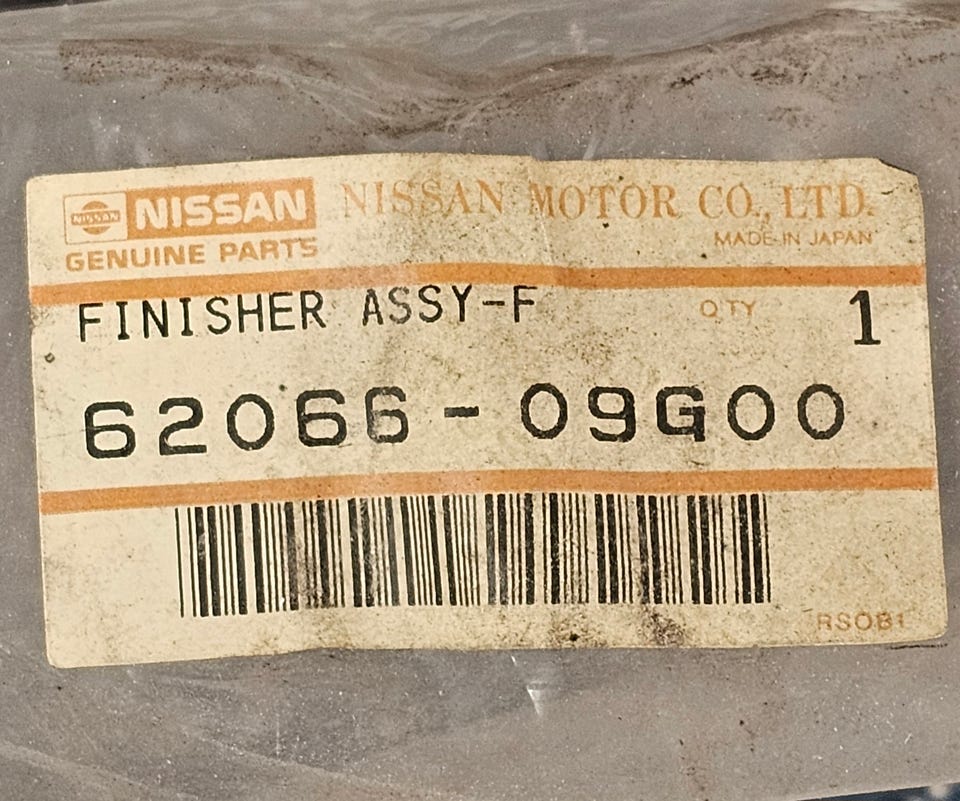 NISSAN NISSAN NISSAN MOTOR CO., LTD.
GENUINE PARTS MADE IN JAPAN
FINISHER ASSY-F QTY 1
62066-09G00
RSOB1